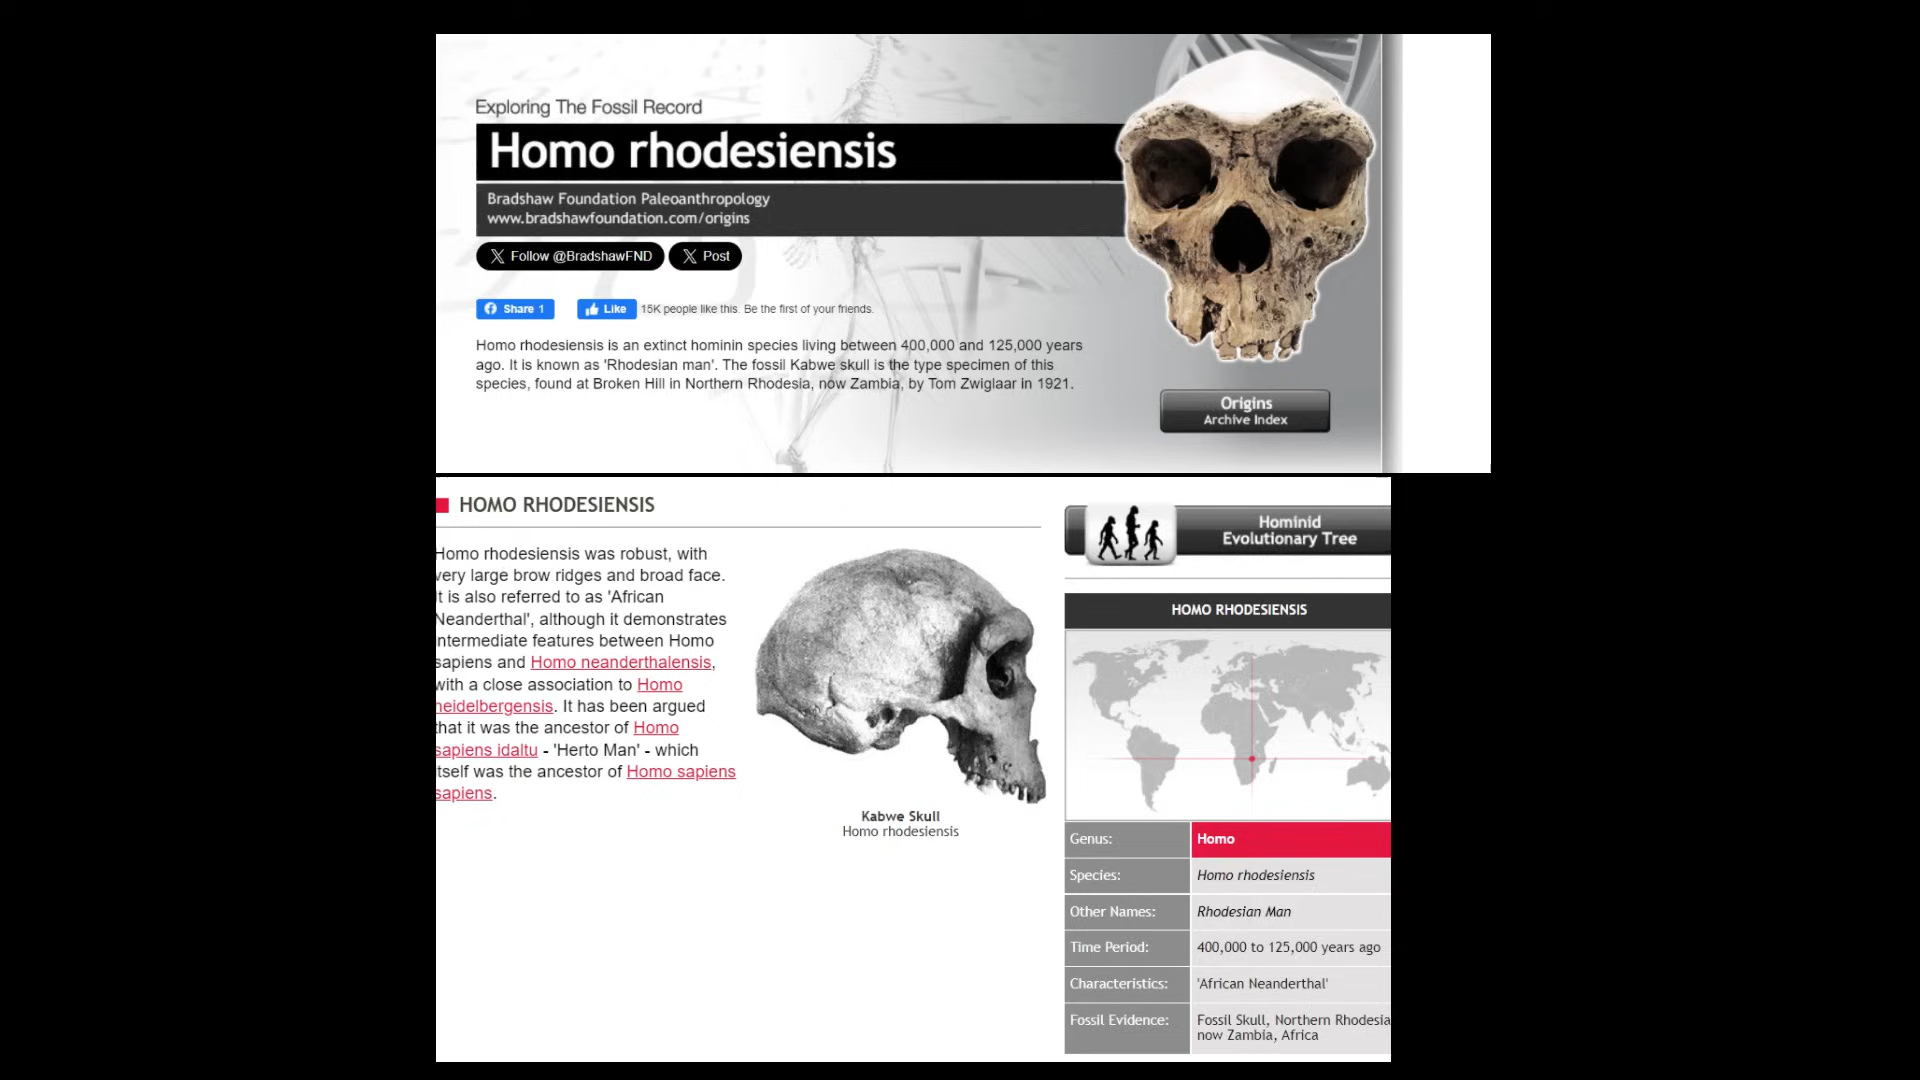 Exploring The Fossil Record
Homo rhodesiensis
Bradshaw Foundation Paleoanthropology
www.bradshawfoundation.com/origins
Follow @BradshawFND
Post
Share 1
Like
15K people like this. Be the first of your friends.
Homo rhodesiensis is an extinct hominin species living between 400,000 and 125,000 years
ago. It is known as 'Rhodesian man'. The fossil Kabwe skull is the type specimen of this
species, found at Broken Hill in Northern Rhodesia, now Zambia, by Tom Zwiglaar in 1921.
Origins
Archive Index
HOMO RHODESIENSIS
Homo rhodesiensis was robust, with
very large brow ridges and broad face.
It is also referred to as 'African
Neanderthal', although it demonstrates
intermediate features between Homo
sapiens and Homo neanderthalensis,
with a close association to Homo
heidelbergensis. It has been argued
that it was the ancestor of Homo
sapiens idaltu - 'Herto Man' - which
itself was the ancestor of Homo sapiens
sapiens.
Kabwe Skull
Homo rhodesiensis
Hominid
Evolutionary Tree
HOMO RHODESIENSIS
Genus: Homo
Species: Homo rhodesiensis
Other Names: Rhodesian Man
Time Period: 400,000 to 125,000 years ago
Characteristics: 'African Neanderthal'
Fossil Evidence: Fossil Skull, Northern Rhodesia
now Zambia, Africa